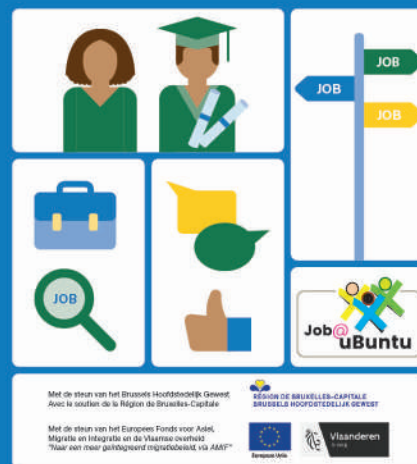 JOB
JOB
JOB
JOB
Job@
uBuntu
Met de steun van het Brussels Hoofdstedelijk Gewest
Avec le soutien de la Région de Bruxelles-Capitale
RÉGION DE BRUXELLES-CAPITALE
BRUSSELS HOOFDSTEDELIJK GEWEST
Met de steun van het Europees Fonds voor Asiel,
Migratie en Integratie en de Vlaamse overheid
"Naar een meer geïntegreerd migratiebeleid, via AMIF"
Europese Unie
Vlaanderen